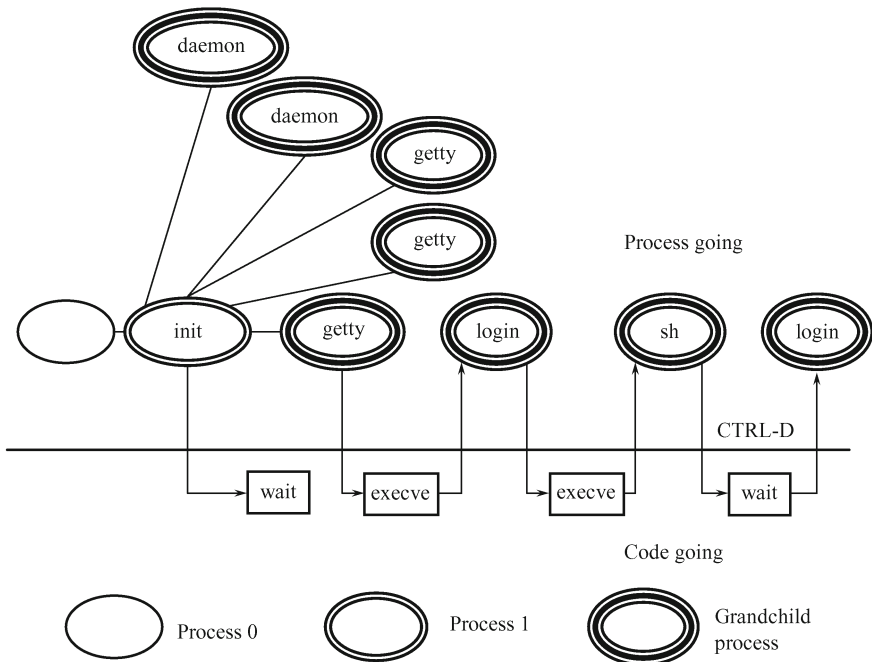 daemon
daemon
getty
getty
Process going
init
getty
login
sh
login
CTRL-D
wait
execve
execve
wait
Code going
Process 0
Process 1
Grandchild
process